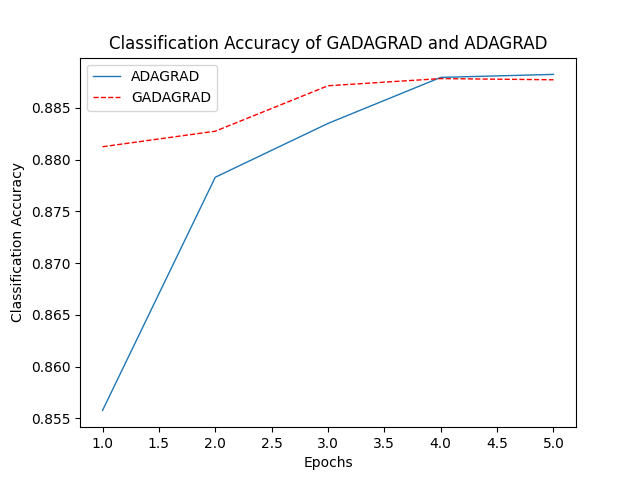 Classification Accuracy of GADAGRAD and ADAGRAD
ADAGRAD
GADAGRAD
0.885
0.880
0.875
0.870
0.865
0.860
0.855
Classification Accuracy
1.0 1.5 2.0 2.5 3.0 3.5 4.0 4.5 5.0
Epochs